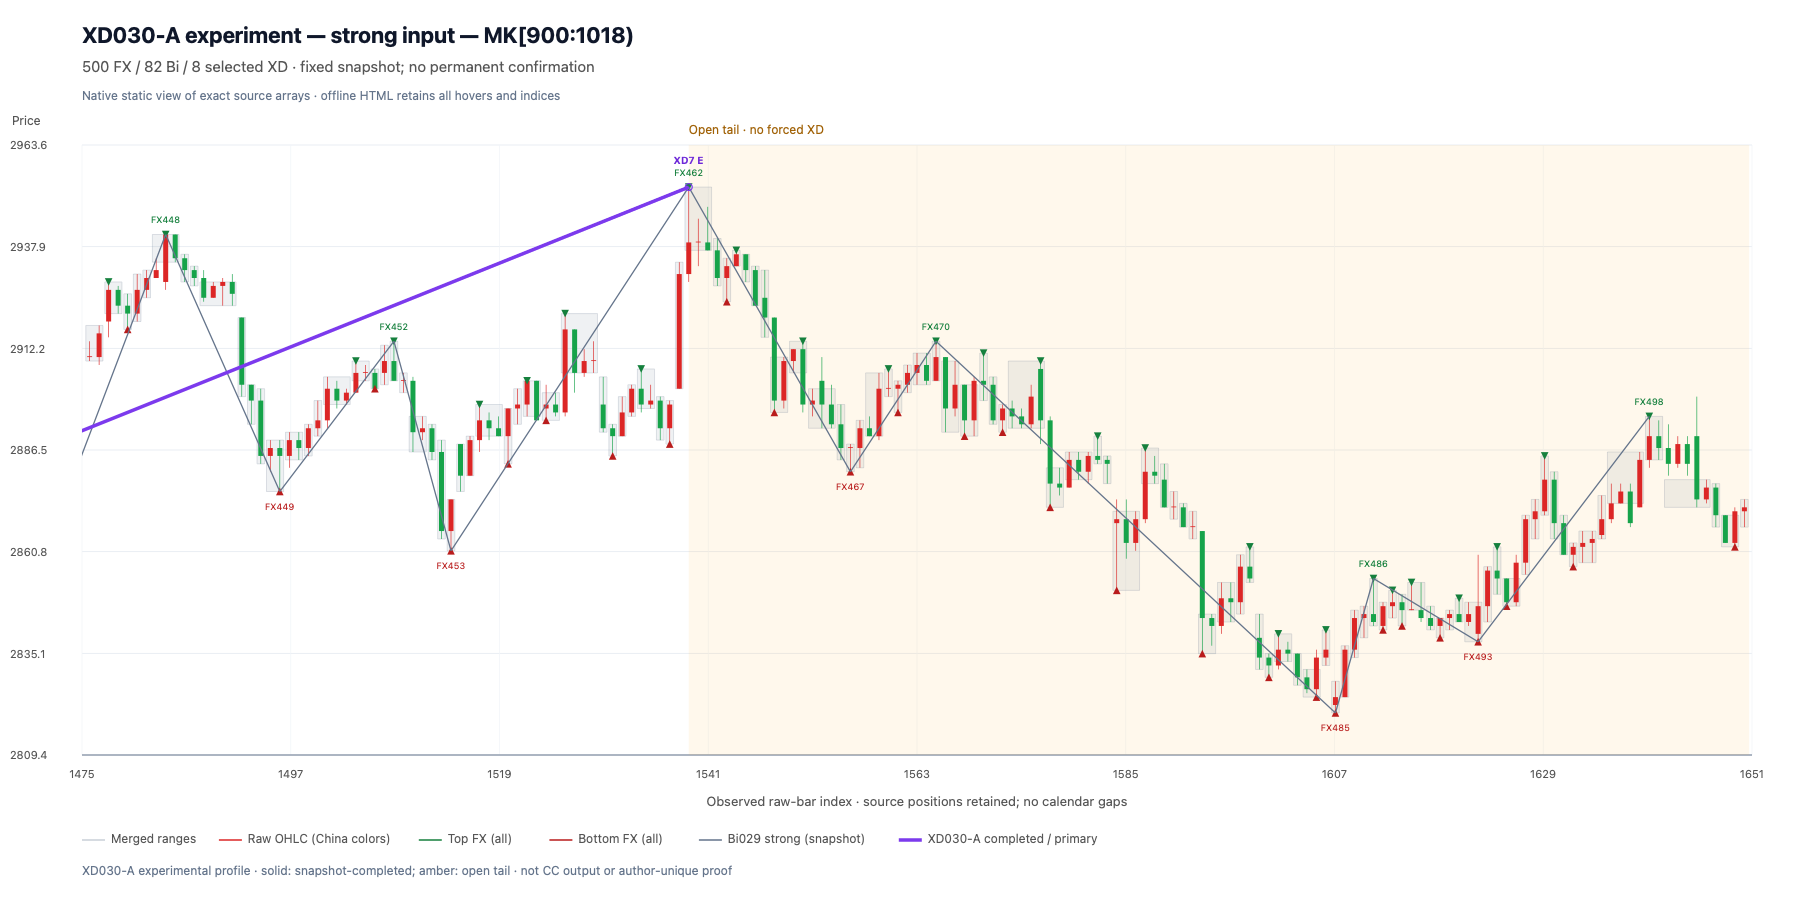 XD030-A experiment — strong input — MK[900:1018)
500 FX / 82 Bi / 8 selected XD · fixed snapshot; no permanent confirmation
Native static view of exact source arrays · offline HTML retains all hovers and indices
Price
Open tail · no forced XD
2963.6
XD7 E
FX462
FX448
2937.9
FX452
FX470
2912.2
FX498
2886.5
FX467
FX449
2860.8
FX453
FX486
2835.1
FX493
FX485
2809.4
1475 1497 1519 1541 1563 1585 1607 1629 1651
Observed raw-bar index · source positions retained; no calendar gaps
Merged ranges Raw OHLC (China colors) Top FX (all) Bottom FX (all) Bi029 strong (snapshot) XD030-A completed / primary
XD030-A experimental profile · solid: snapshot-completed; amber: open tail · not CC output or author-unique proof